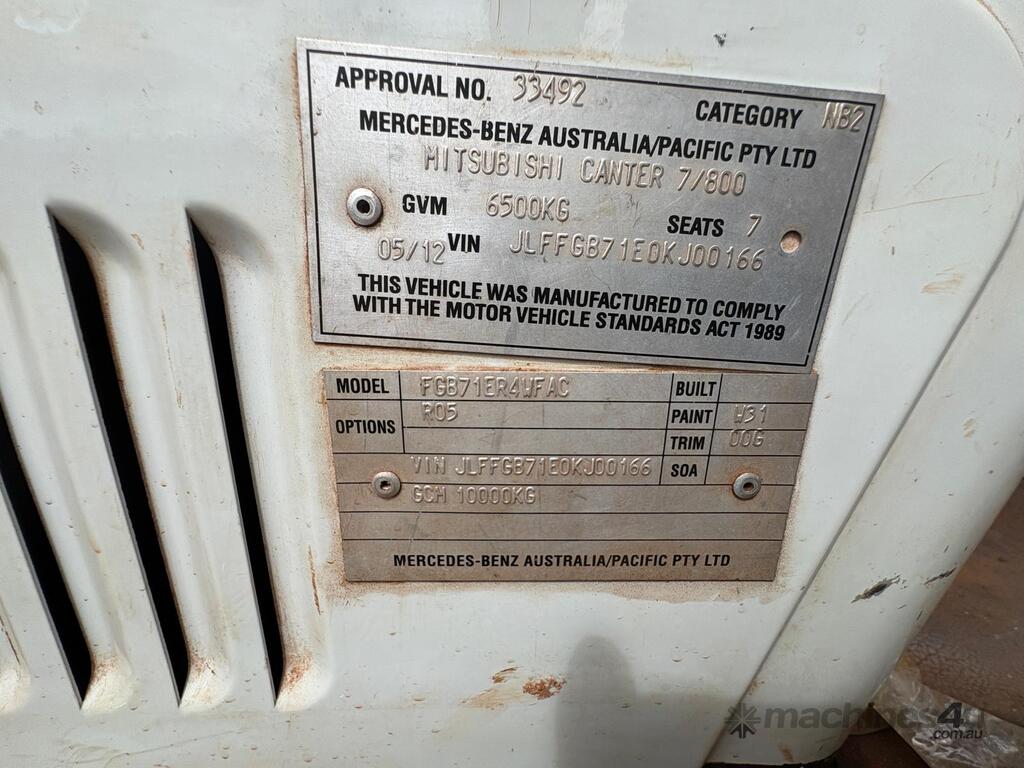 APPROVAL NO. 33492 CATEGORY NB2
MERCEDES-BENZ AUSTRALIA/PACIFIC PTY LTD
MITSUBISHI CANTER 7/800
GVM 6500KG SEATS 7
05/12 VIN JLFFGB71E0KJ00166
THIS VEHICLE WAS MANUFACTURED TO COMPLY
WITH THE MOTOR VEHICLE STANDARDS ACT 1989
MODEL FGB71ER4WFAC BUILT
OPTIONS R05 PAINT W31
TRIM 00G
VIN JLFFGB71E0KJ00166 SOA
GCM 10000KG
MERCEDES-BENZ AUSTRALIA/PACIFIC PTY LTD
machines4u
.com.au